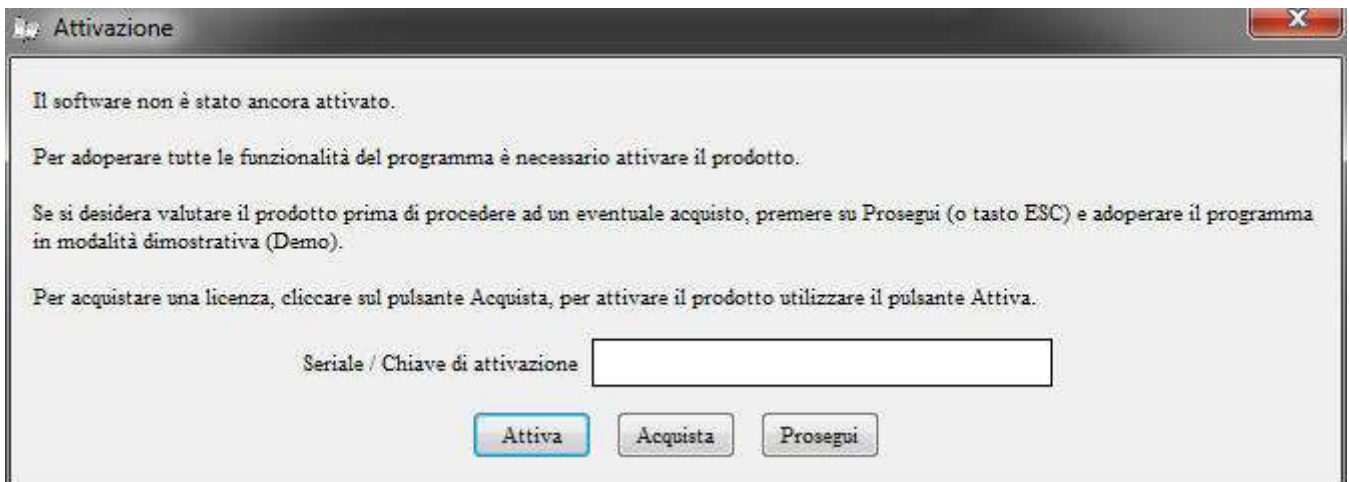 Attivazione
Il software non è stato ancora attivato.
Per adoperare tutte le funzionalità del programma è necessario attivare il prodotto.
Se si desidera valutare il prodotto prima di procedere ad un eventuale acquisto, premere su Prosegui (o tasto ESC) e adoperare il programma
in modalità dimostrativa (Demo).
Per acquistare una licenza, cliccare sul pulsante Acquista, per attivare il prodotto utilizzare il pulsante Attiva.
Seriale / Chiave di attivazione
Attiva Acquista Prosegui